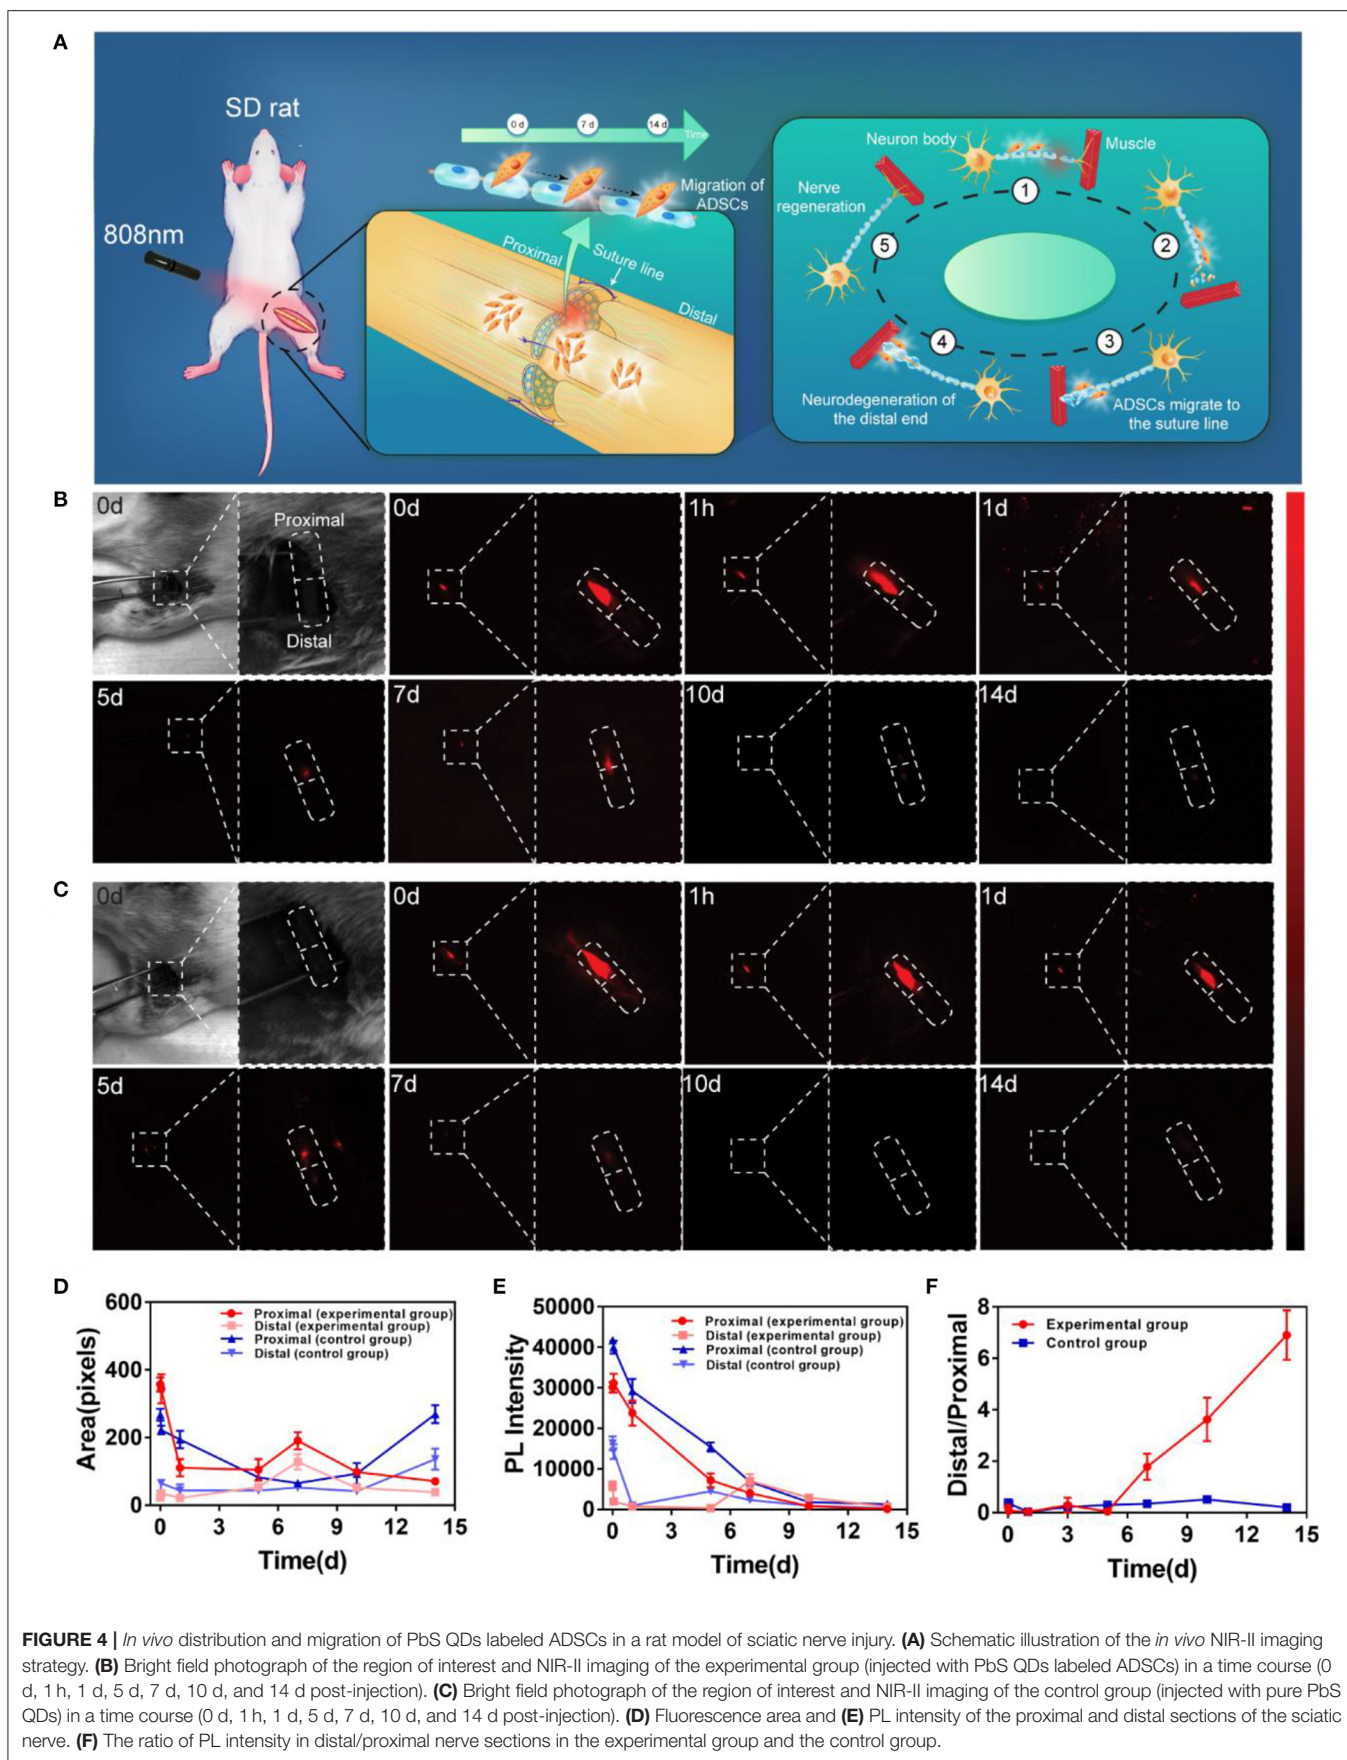 A
SD rat
808nm
0 d
7 d
14 d
Time
Migration of
ADSCs
Proximal
Suture line
Distal
Neuron body
Muscle
Nerve
regeneration
1
2
3
4
5
Neurodegeneration of
the distal end
ADSCs migrate to
the suture line
B
0d
Proximal
Distal
0d
1h
1d
5d
7d
10d
14d
C
0d
0d
1h
1d
5d
7d
10d
14d
D
600
400
200
0
Area(pixels)
Proximal (experimental group)
Distal (experimental group)
Proximal (control group)
Distal (control group)
0 3 6 9 12 15
Time(d)
E
50000
40000
30000
20000
10000
0
PL Intensity
Proximal (experimental group)
Distal (experimental group)
Proximal (control group)
Distal (control group)
0 3 6 9 12 15
Time(d)
F
8
6
4
2
0
Distal/Proximal
Experimental group
Control group
0 3 6 9 12 15
Time(d)
FIGURE 4 | In vivo distribution and migration of PbS QDs labeled ADSCs in a rat model of sciatic nerve injury. (A) Schematic illustration of the in vivo NIR-II imaging
strategy. (B) Bright field photograph of the region of interest and NIR-II imaging of the experimental group (injected with PbS QDs labeled ADSCs) in a time course (0
d, 1 h, 1 d, 5 d, 7 d, 10 d, and 14 d post-injection). (C) Bright field photograph of the region of interest and NIR-II imaging of the control group (injected with pure PbS
QDs) in a time course (0 d, 1 h, 1 d, 5 d, 7 d, 10 d, and 14 d post-injection). (D) Fluorescence area and (E) PL intensity of the proximal and distal sections of the sciatic
nerve. (F) The ratio of PL intensity in distal/proximal nerve sections in the experimental group and the control group.